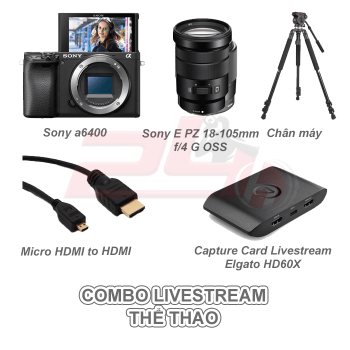 SONY
Sony a6400
Sony E PZ 18-105mm
f/4 G OSS
Chân máy
Micro HDMI to HDMI
Capture Card Livestream
Elgato HD60X
COMBO LIVESTREAM
THỂ THAO